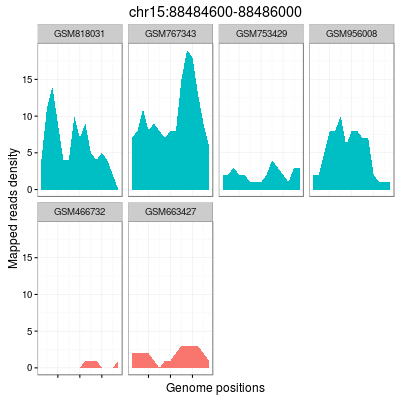 chr15:88484600-88486000
GSM818031 GSM767343 GSM753429 GSM956008
15
10
5
0
Mapped reads density
GSM466732 GSM663427
15
10
5
0
Genome positions